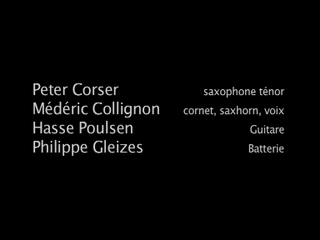 Peter Corser saxophone ténor
Médéric Collignon cornet, saxhorn, voix
Hasse Poulsen Guitare
Philippe Gleizes Batterie